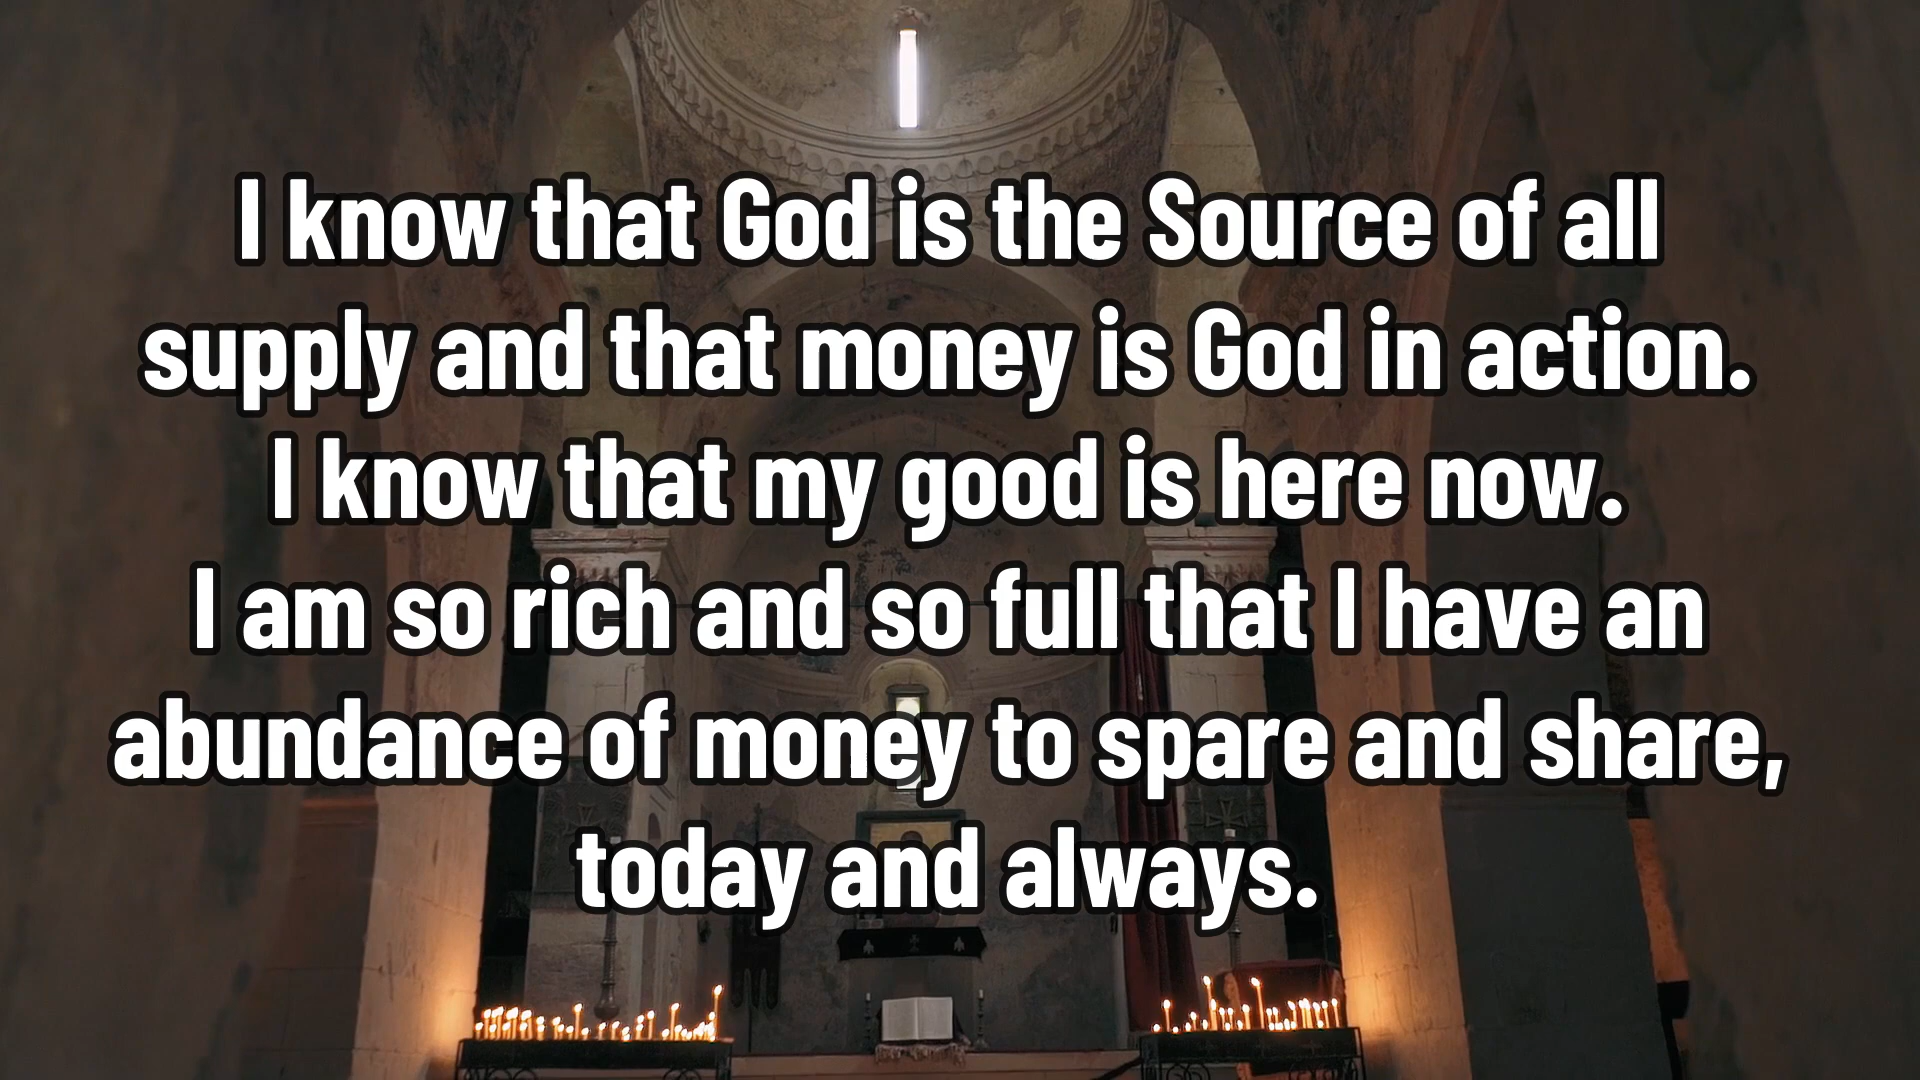 I know that God is the Source of all
supply and that money is God in action.
I know that my good is here now.
I am so rich and so full that I have an
abundance of money to spare and share,
today and always.